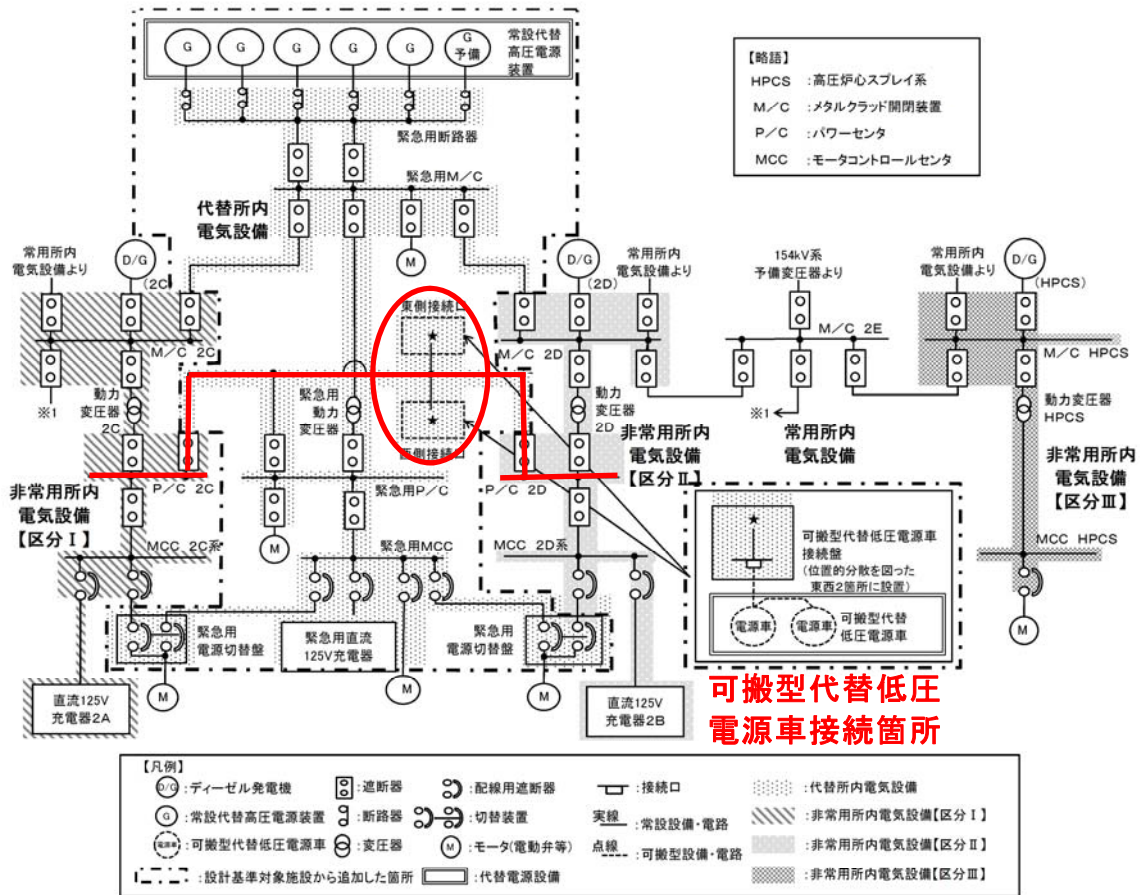 G
G
G
G
G
G
予備
常設代替
高圧電源
装置
【略語】
HPCS ：高圧炉心スプレイ系
M／C ：メタルクラッド開閉装置
P／C ：パワーセンタ
MCC ：モータコントロールセンタ
緊急用断路器
緊急用M／C
代替所内
電気設備
常用所内
電気設備より
D/G
(2C)
M
D/G
(2D)
常用所内
電気設備より
154kV系
予備変圧器より
常用所内
電気設備より
D/G
(HPCS)
東側接続口
M／C 2C
M／C 2D
M／C 2E
M／C HPCS
※1
動力
変圧器
2C
緊急用
動力
変圧器
西側接続口
動力
変圧器
2D
※1
常用所内
電気設備
動力変圧器
HPCS
非常用所内
電気設備
【区分Ⅱ】
非常用所内
電気設備
【区分Ⅲ】
P／C 2C
緊急用P／C
P／C 2D
非常用所内
電気設備
【区分Ⅰ】
M
MCC 2C系
緊急用MCC
MCC 2D系
MCC HPCS
可搬型代替低圧電源車
接続盤
(位置的分散を図った
東西2箇所に設置)
電源車
電源車
可搬型代替
低圧電源車
緊急用
電源切替盤
緊急用直流
125V充電器
緊急用
電源切替盤
M
M
M
M
直流125V
充電器2A
直流125V
充電器2B
可搬型代替低圧
電源車接続箇所
【凡例】
D/G ：ディーゼル発電機
：遮断器
：配線用遮断器
：接続口
：代替所内電気設備
G ：常設代替高圧電源装置
：断路器
：切替装置
実線 ：常設設備・電路
：非常用所内電気設備【区分Ⅰ】
電源車 ：可搬型代替低圧電源車
：変圧器
M ：モータ(電動弁等)
点線 ：可搬型設備・電路
：非常用所内電気設備【区分Ⅱ】
：設計基準対象施設から追加した箇所
：代替電源設備
：非常用所内電気設備【区分Ⅲ】